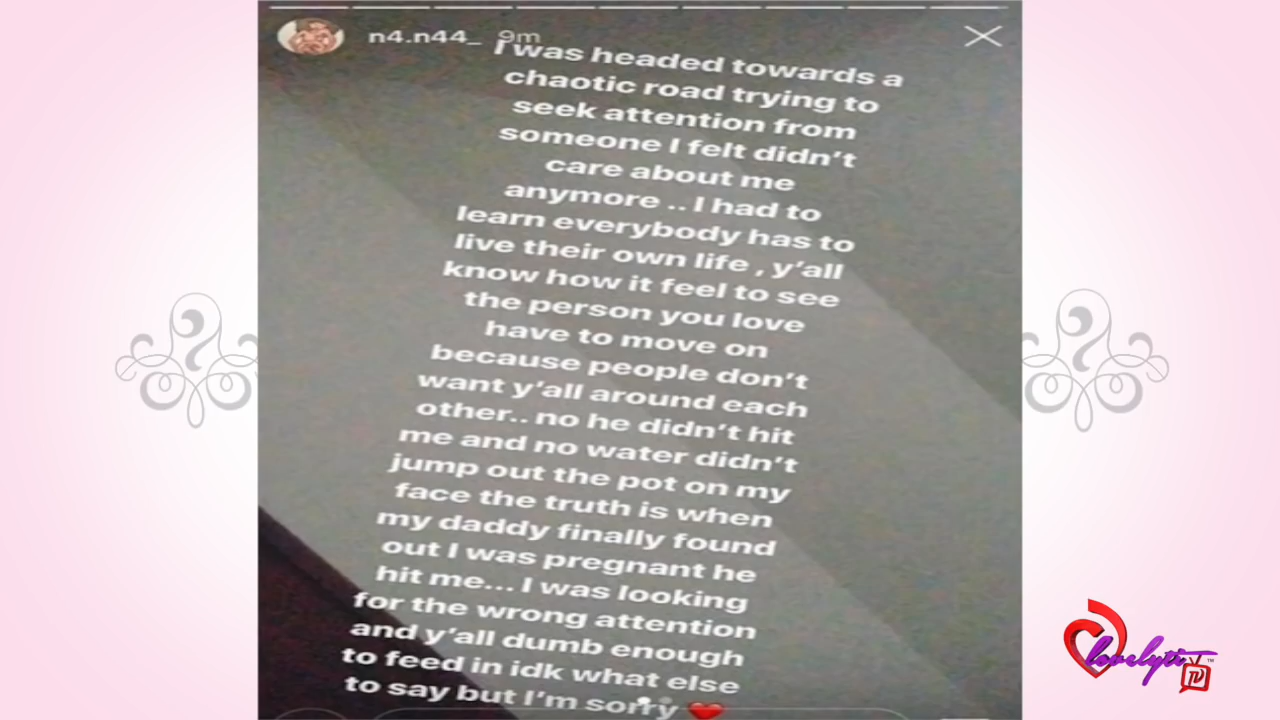 n4.n44_ 9m
I was headed towards a
chaotic road trying to
seek attention from
someone I felt didn't
care about me
anymore .. I had to
learn everybody has to
live their own life , y'all
know how it feel to see
the person you love
have to move on
because people don't
want y'all around each
other.. no he didn't hit
me and no water didn't
jump out the pot on my
face the truth is when
my daddy finally found
out I was pregnant he
hit me... I was looking
for the wrong attention
and y'all dumb enough
to feed in idk what else
to say but I'm sorry ❤️
lovelyti
TV
™